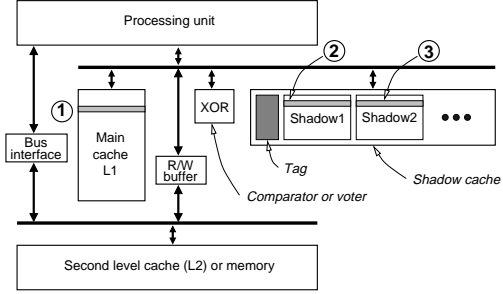 Processing unit
2
3
1
XOR
Shadow1
Shadow2
Main
cache
L1
Bus
interface
R/W
buffer
Tag
Comparator or voter
Shadow cache
Second level cache (L2) or memory